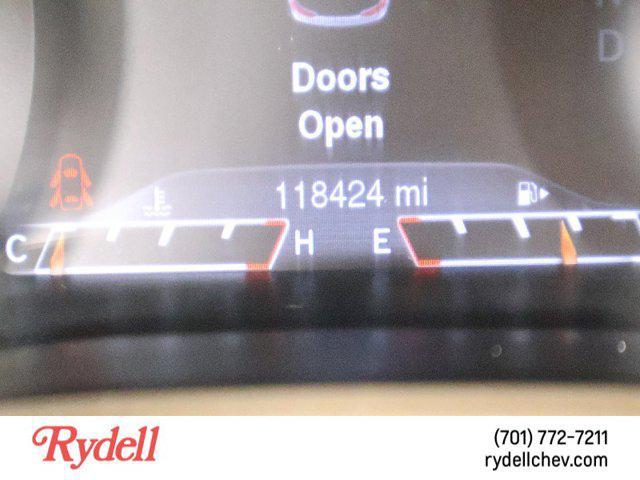 Doors
Open
118424 mi
C H E
Rydell
(701) 772-7211
rydellchev.com